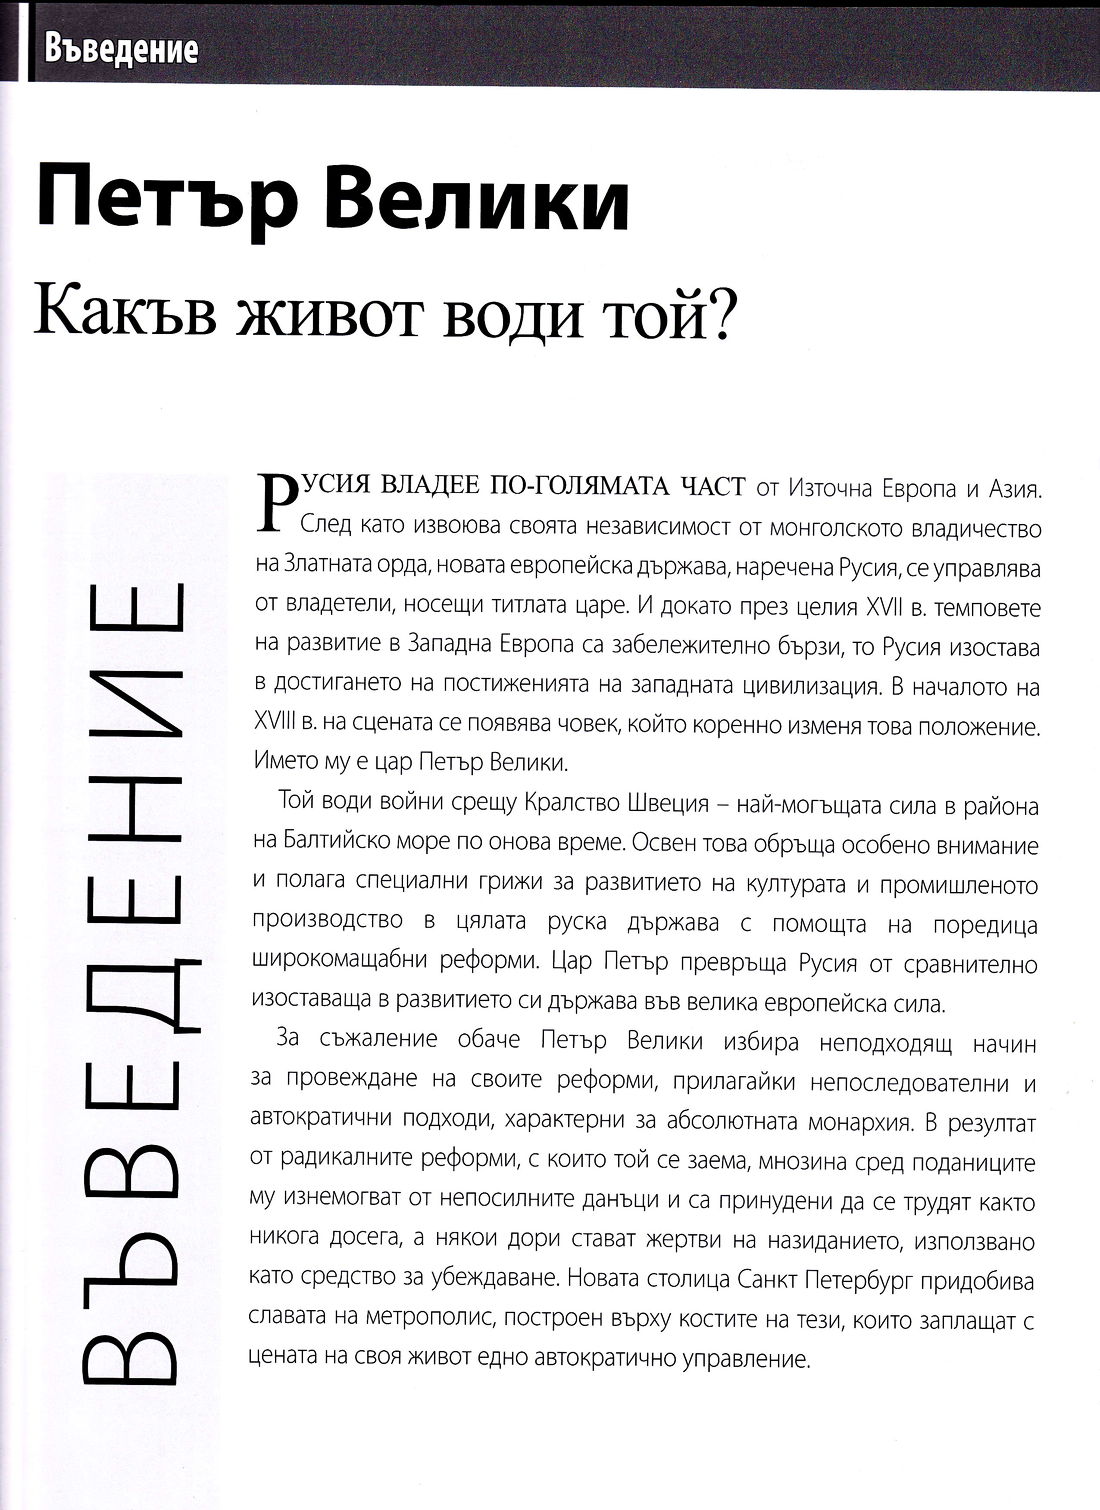 Въведение
Петър Велики
Какъв живот води той?
ВЪВЕДЕНИЕ
РУСИЯ ВЛАДЕЕ ПО-ГОЛЯМАТА ЧАСТ от Източна Европа и Азия.
След като извоюва своята независимост от монголското владичество
на Златната орда, новата европейска държава, наречена Русия, се управлява
от владетели, носещи титлата царе. И докато през целия XVII в. темповете
на развитие в Западна Европа са забележително бързи, то Русия изостава
в достигането на постиженията на западната цивилизация. В началото на
XVIII в. на сцената се появява човек, който коренно изменя това положение.
Името му е цар Петър Велики.
Той води войни срещу Кралство Швеция – най-могъщата сила в района
на Балтийско море по онова време. Освен това обръща особено внимание
и полага специални грижи за развитието на културата и промишленото
производство в цялата руска държава с помощта на поредица
широкомащабни реформи. Цар Петър превръща Русия от сравнително
изоставаща в развитието си държава във велика европейска сила.
За съжаление обаче Петър Велики избира неподходящ начин
за провеждане на своите реформи, прилагайки непоследователни и
автократични подходи, характерни за абсолютната монархия. В резултат
от радикалните реформи, с които той се заема, мнозина сред поданиците
му изнемогват от непосилните данъци и са принудени да се трудят както
никога досега, а някои дори стават жертви на назиданието, използвано
като средство за убеждаване. Новата столица Санкт Петербург придобива
славата на метрополис, построен върху костите на тези, които заплащат с
цената на своя живот едно автократично управление.